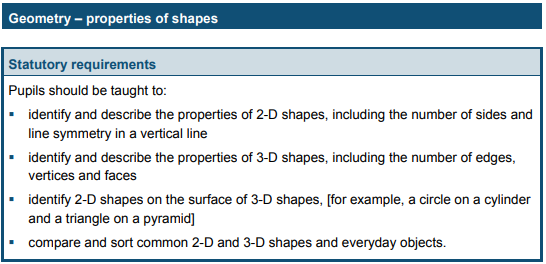 Geometry – properties of shapes
Statutory requirements
Pupils should be taught to:
▪ identify and describe the properties of 2-D shapes, including the number of sides and
line symmetry in a vertical line
▪ identify and describe the properties of 3-D shapes, including the number of edges,
vertices and faces
▪ identify 2-D shapes on the surface of 3-D shapes, [for example, a circle on a cylinder
and a triangle on a pyramid]
▪ compare and sort common 2-D and 3-D shapes and everyday objects.